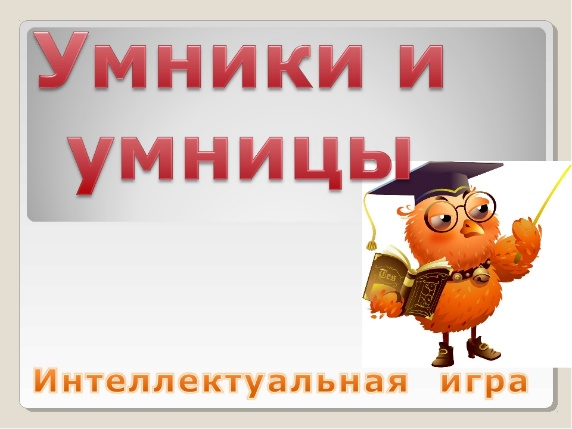 Умники и
умницы
Интеллектуальная игра